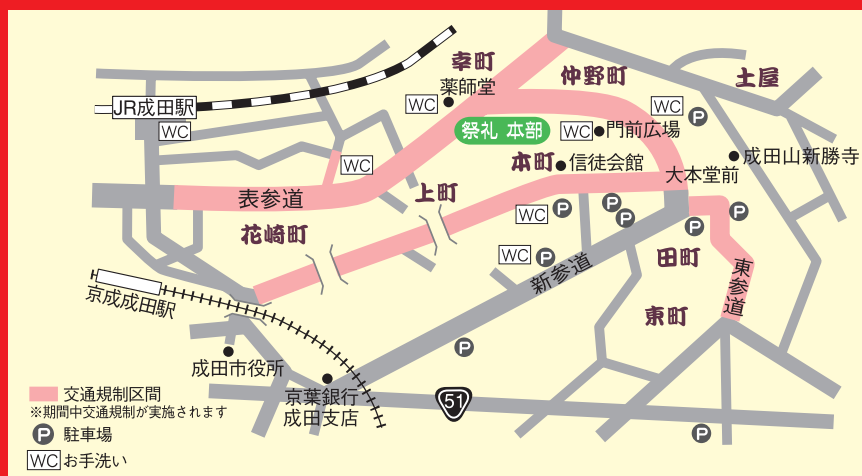 幸町
仲野町
土屋
薬師堂
WC
WC
P
JR成田駅
WC
祭礼 本部
WC
門前広場
WC
本町
信徒会館
成田山新勝寺
大本堂前
表参道
上町
WC
P
P
P
P
P
花崎町
WC
P
新参道
田町
東参道
京成成田駅
東町
成田市役所
P
京葉銀行
成田支店
51
P
交通規制区間
※期間中交通規制が実施されます
P 駐車場
WC お手洗い